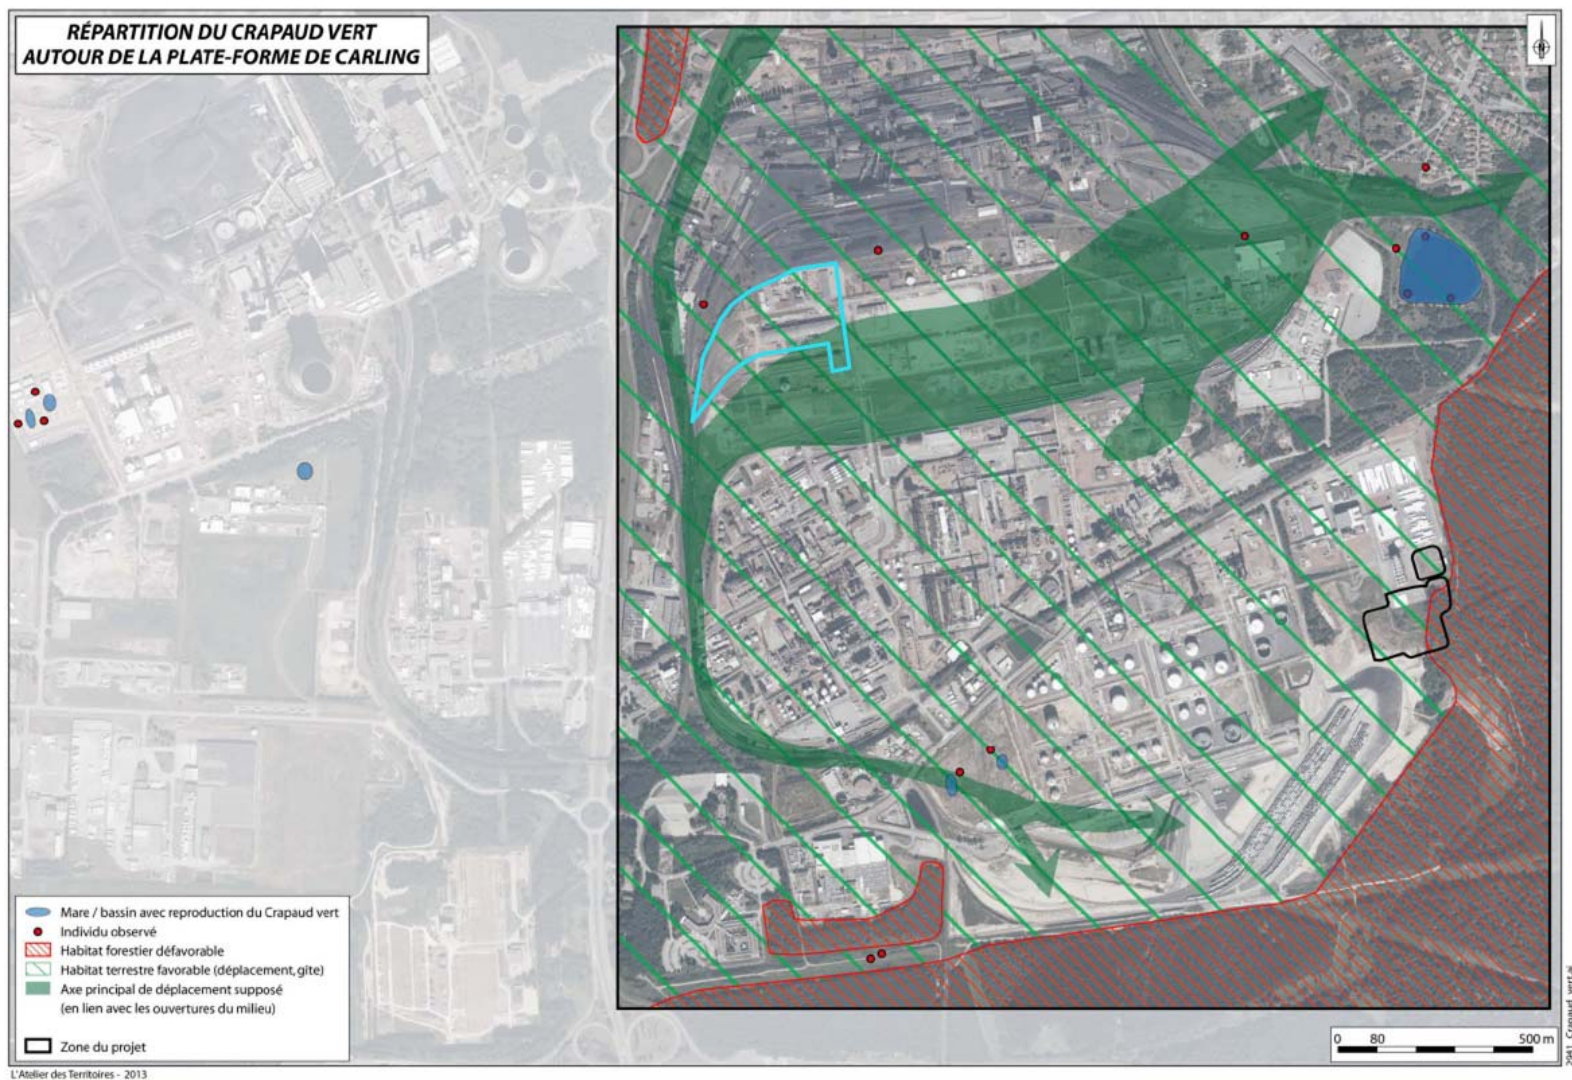 RÉPARTITION DU CRAPAUD VERT
AUTOUR DE LA PLATE-FORME DE CARLING
N
Mare / bassin avec reproduction du Crapaud vert
Individu observé
Habitat forestier défavorable
Habitat terrestre favorable (déplacement, gîte)
Axe principal de déplacement supposé
(en lien avec les ouvertures du milieu)
Zone du projet
0 80 500 m
L'Atelier des Territoires - 2013
2941_Crapaud_vert.ai